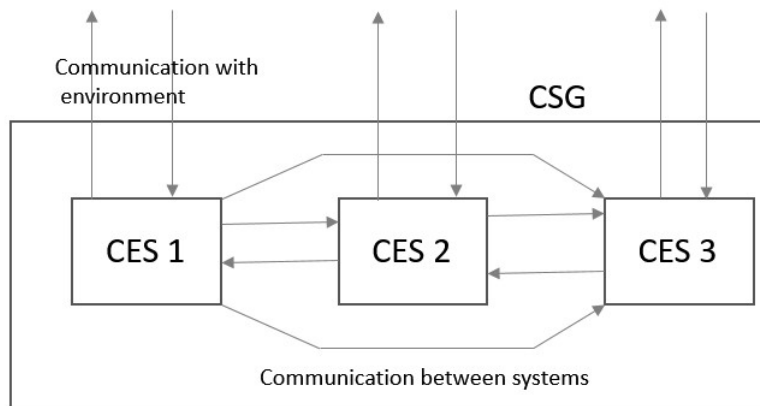 Communication with
environment
CSG
CES 1
CES 2
CES 3
Communication between systems